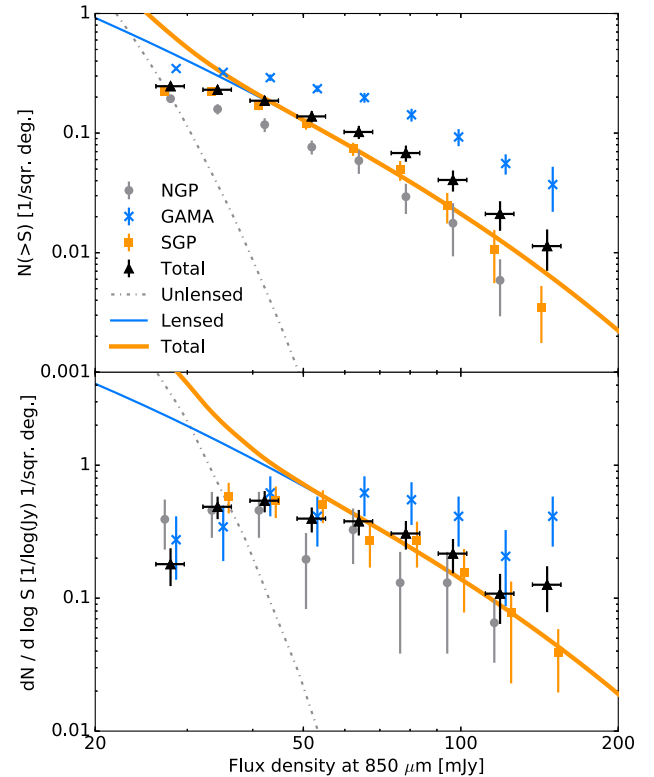 1
0.1
0.01
0.001
N(>S) [1/sqr. deg.]
NGP
GAMA
SGP
Total
Unlensed
Lensed
Total
1
0.1
0.01
dN / d log S [1/log(Jy) 1/sqr. deg.]
20
50
100
200
Flux density at 850 μm [mJy]